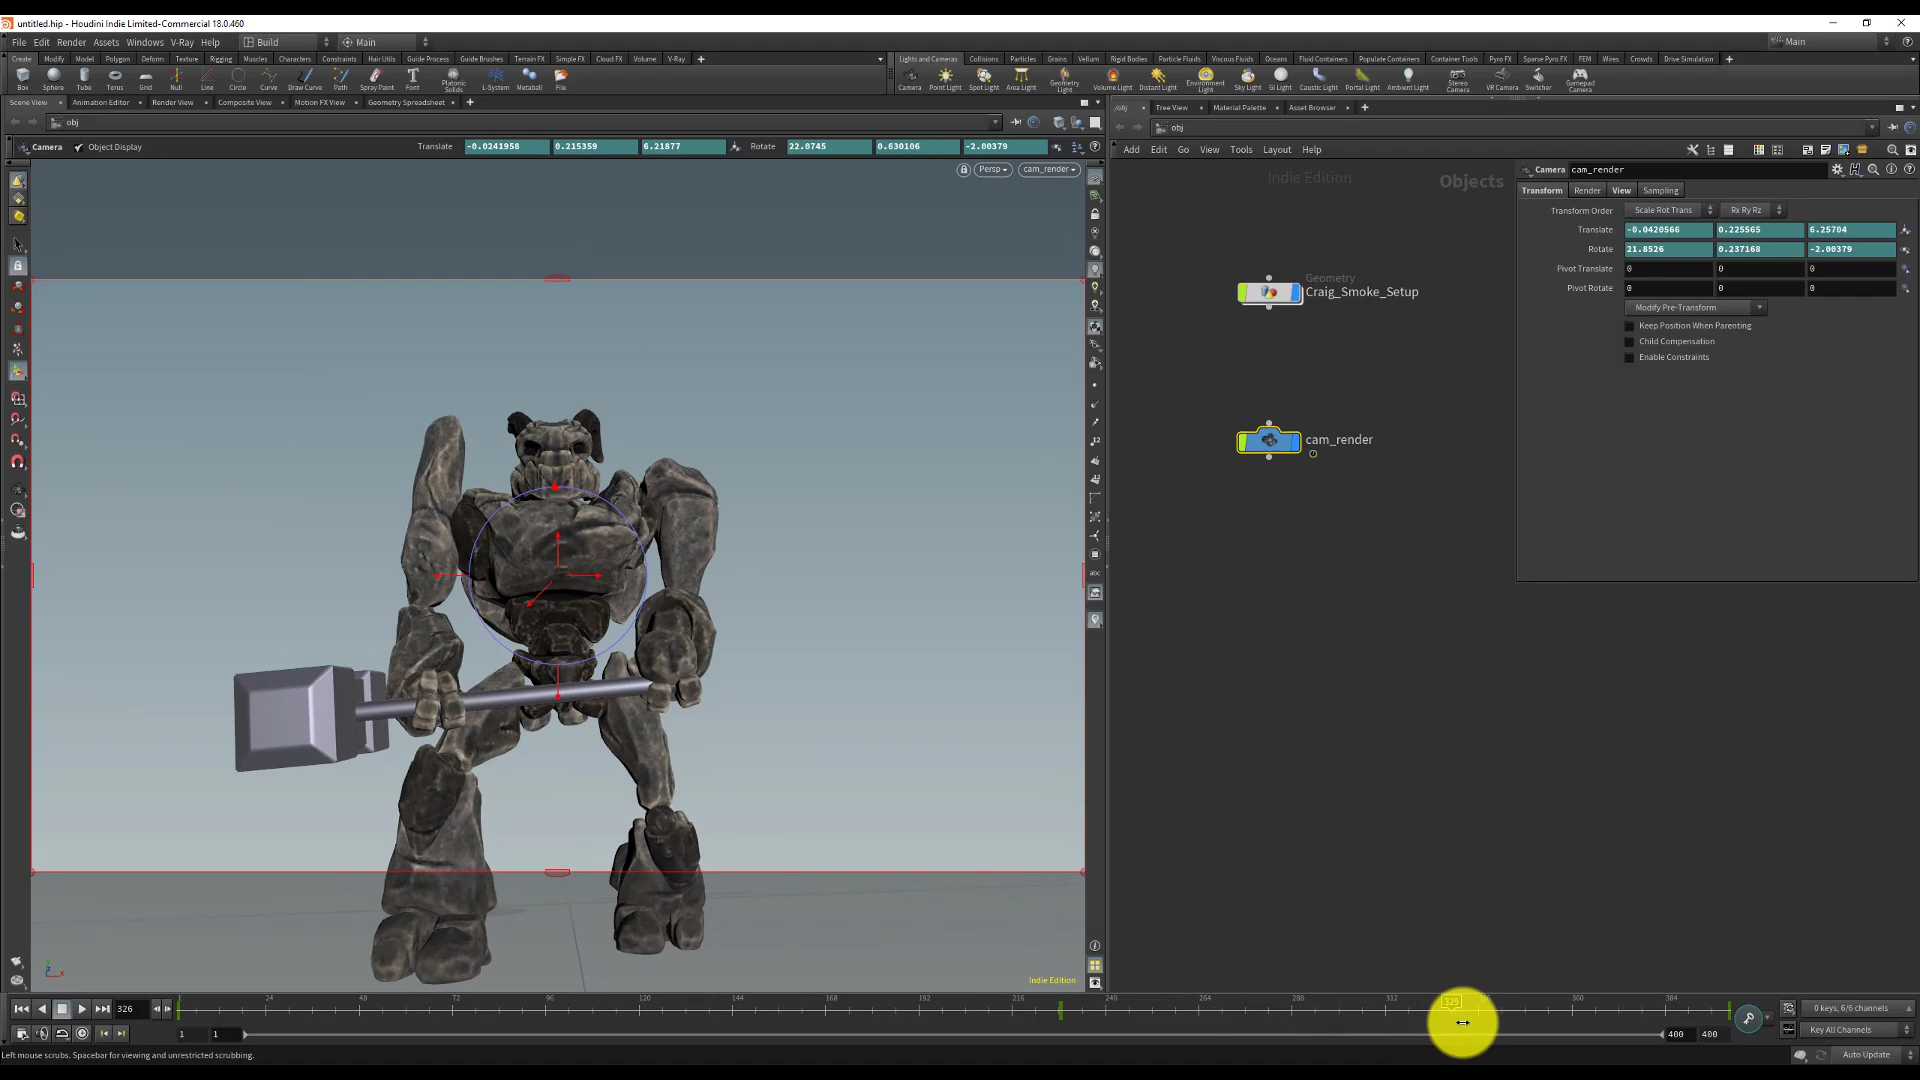 untitled.hip - Houdini Indie Limited-Commercial 18.0.460
File Edit Render Assets Windows V-Ray Help Build Main Main
Create Modify Model Polygon Deform Texture Rigging Muscles Characters Constraints Hair Utils Guide Process Guide Brushes Terrain FX Simple FX Cloud FX Volume V-Ray
Lights and Cameras Collisions Particles Grains Vellum Rigid Bodies Particle Fluids Viscous Fluids Oceans Fluid Containers Populate Containers Container Tools Pyro FX Sparse Pyro FX FEM Wires Crowds Drive Simulation
Box Sphere Tube Torus Grid Null Line Circle Curve Draw Curve Path Spray Paint Font Platonic Solids L-System Metaball File
Camera Point Light Spot Light Area Light Geometry Light Volume Light Distant Light Environment Light Sky Light GI Light Caustic Light Portal Light Ambient Light Stereo Camera VR Camera Switcher Gamepad Camera
Scene View Animation Editor Render View Composite View Motion FX View Geometry Spreadsheet
/obj Tree View Material Palette Asset Browser
obj
obj
Camera Object Display Translate -0.0241958 0.215359 6.21877 Rotate 22.0745 0.630106 -2.00379
Add Edit Go View Tools Layout Help
Persp cam_render
Indie Edition Objects
Camera cam_render
Transform Render View Sampling
Transform Order Scale Rot Trans Rx Ry Rz
Translate -0.0420566 0.225565 6.25704
Rotate 21.8526 0.237168 -2.00379
Pivot Translate 0 0 0
Pivot Rotate 0 0 0
Modify Pre-Transform
Keep Position When Parenting
Child Compensation
Enable Constraints
Geometry
Craig_Smoke_Setup
cam_render
Indie Edition
326 1 24 48 72 96 120 144 168 192 216 240 264 288 312 329 360 384
0 keys, 6/6 channels
1 1 400 400
Key All Channels
Left mouse scrubs. Spacebar for viewing and unrestricted scrubbing.
Auto Update